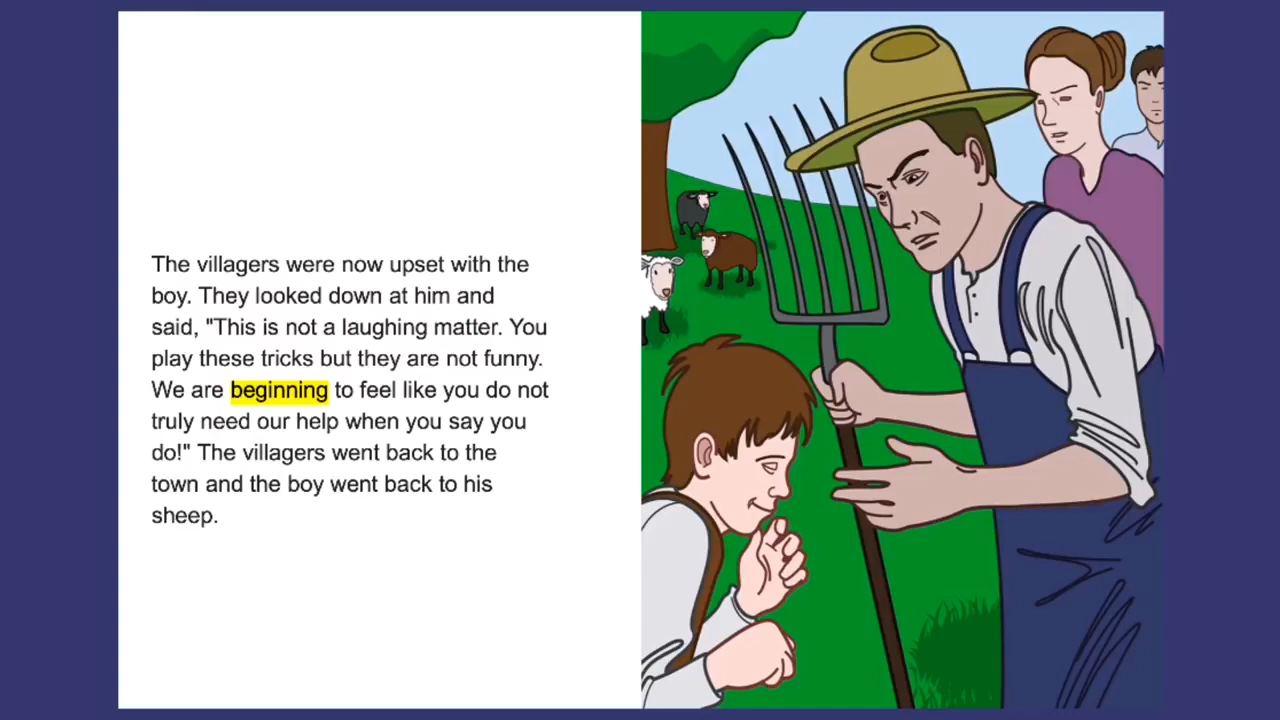 The villagers were now upset with the
boy. They looked down at him and
said, "This is not a laughing matter. You
play these tricks but they are not funny.
We are beginning to feel like you do not
truly need our help when you say you
do!" The villagers went back to the
town and the boy went back to his
sheep.